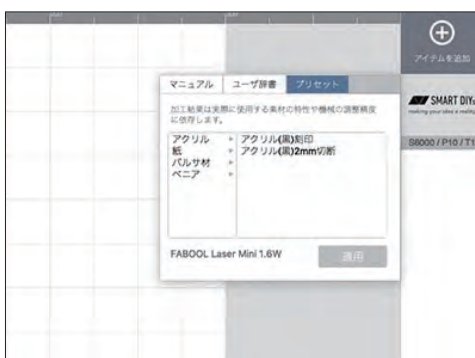 アイテムを追加
マニュアル ユーザ辞書 プリセット
SMART DIYs
making your idea a reality
加工結果は実際に使用する素材の特性や機械の調整精度
に依存します。
S6000 / P10 / T1
アクリル
紙
バルサ材
ベニア
アクリル(黒)刻印
アクリル(黒)2mm切断
FABOOL Laser Mini 1.6W
適用